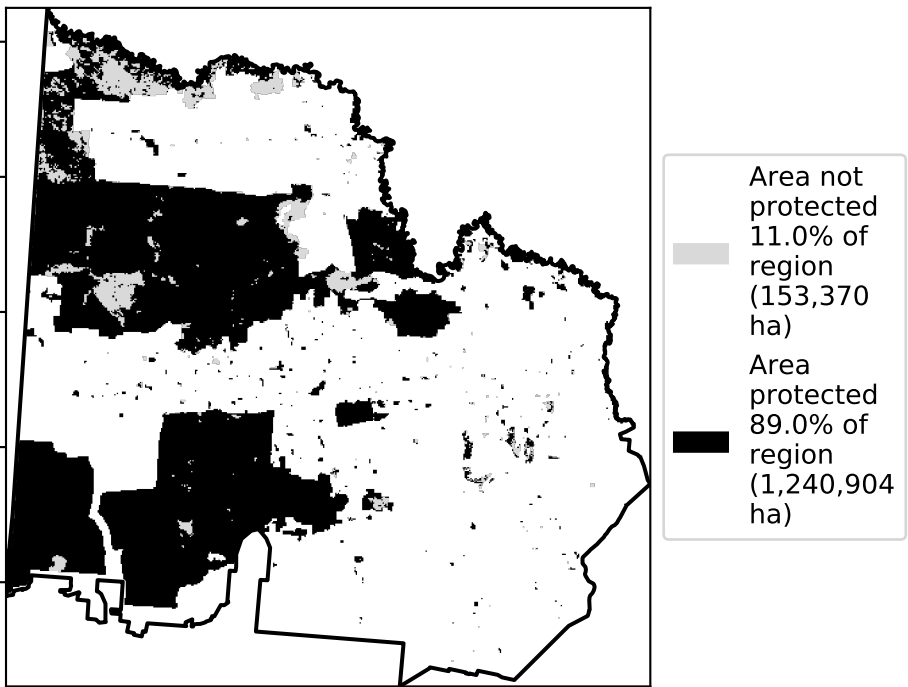 Area not
protected
11.0% of
region
(153,370
ha)
Area
protected
89.0% of
region
(1,240,904
ha)